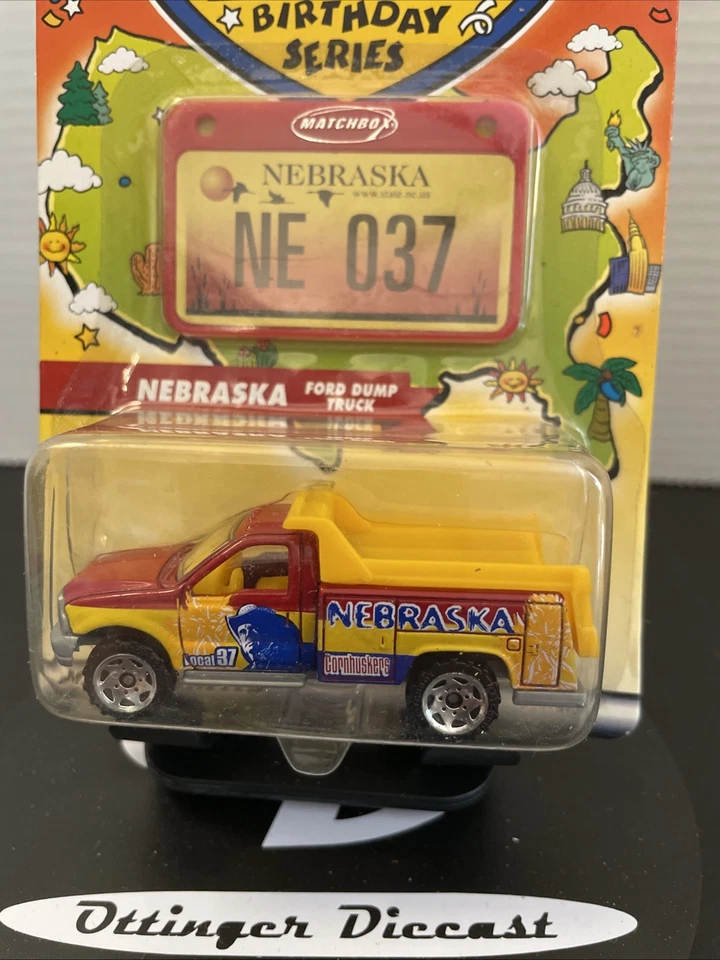 BIRTHDAY
SERIES
MATCHBOX
NEBRASKA
www.state.ne.us
NE 037
NEBRASKA FORD DUMP
TRUCK
NEBRASKA
Local 37
Cornhuskers
Ottinger Diecast